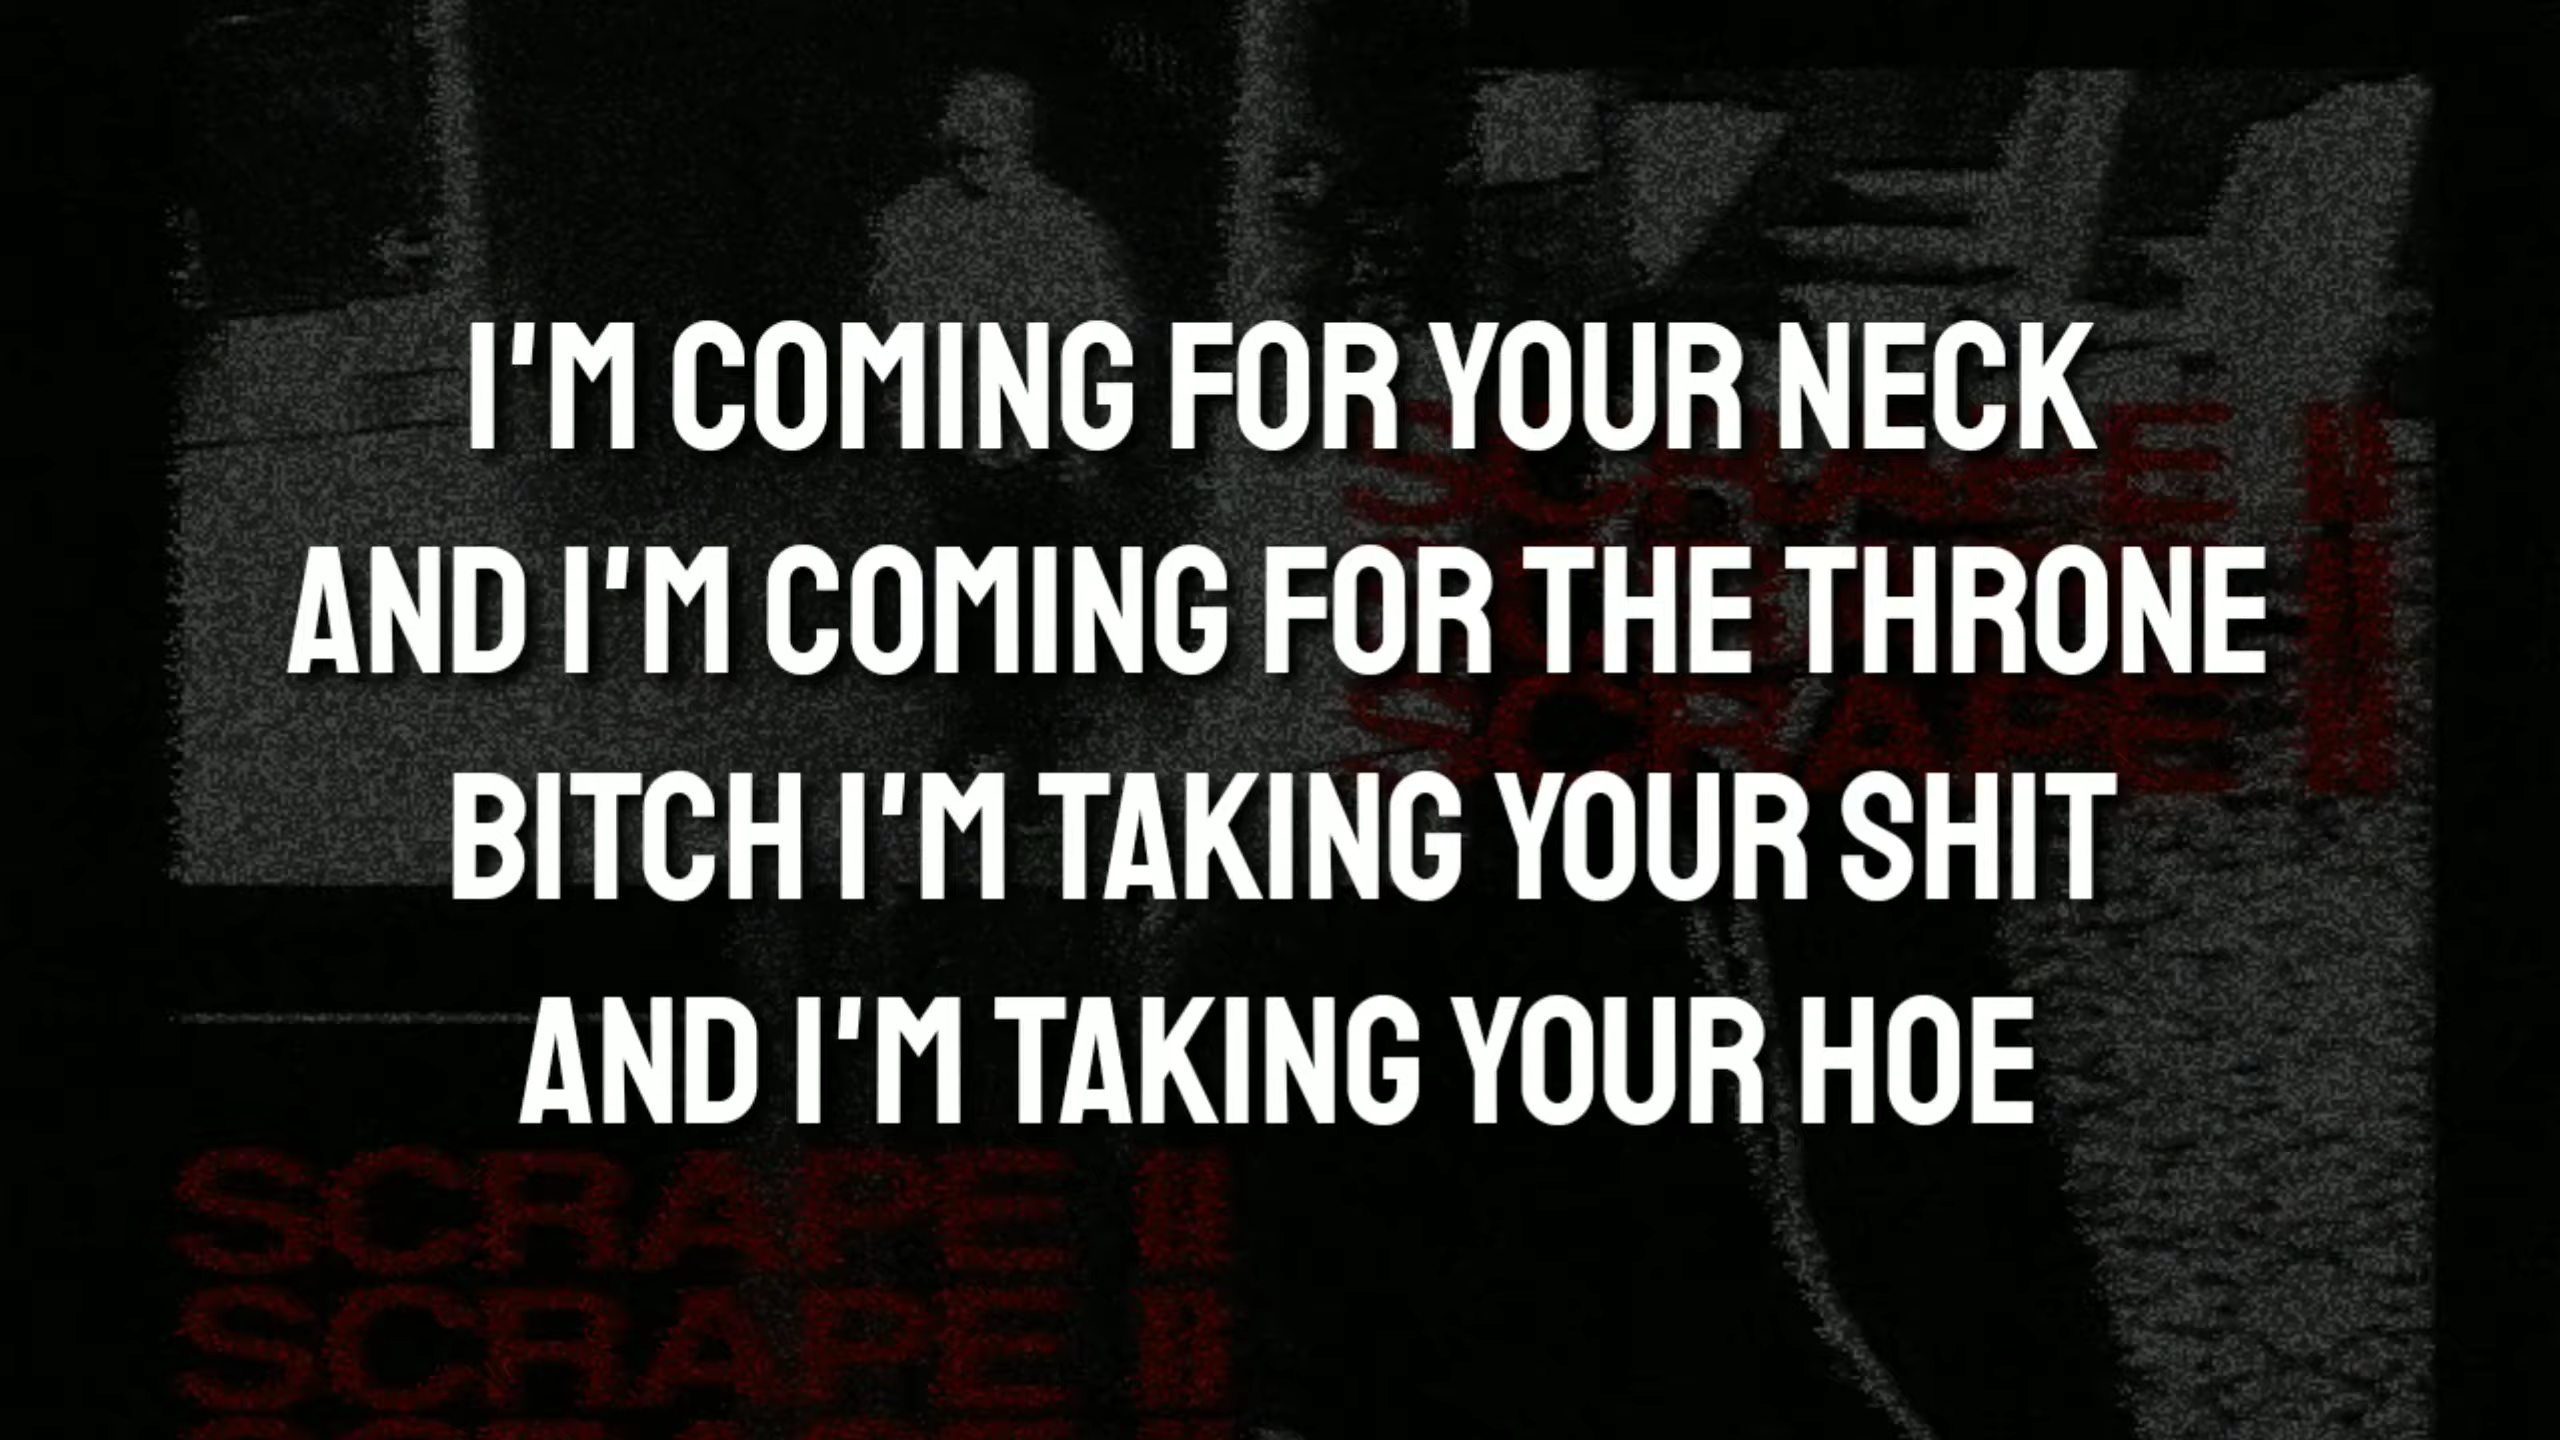 I'M COMING FOR YOUR NECK
SCRAPE II
AND I'M COMING FOR THE THRONE
SCRAPE II
BITCH I'M TAKING YOUR SHIT
AND I'M TAKING YOUR HOE
SCRAPE II
SCRAPE II